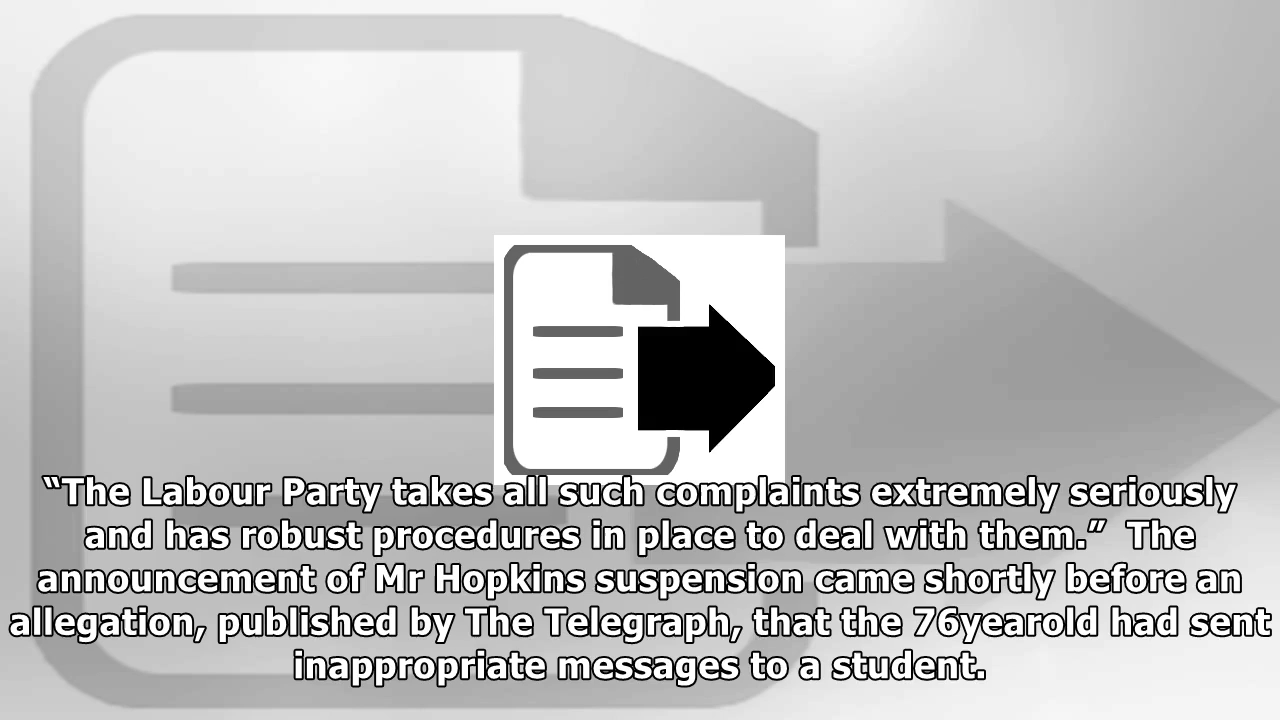 “The Labour Party takes all such complaints extremely seriously
and has robust procedures in place to deal with them.”  The
announcement of Mr Hopkins suspension came shortly before an
allegation, published by The Telegraph, that the 76yearold had sent
inappropriate messages to a student.